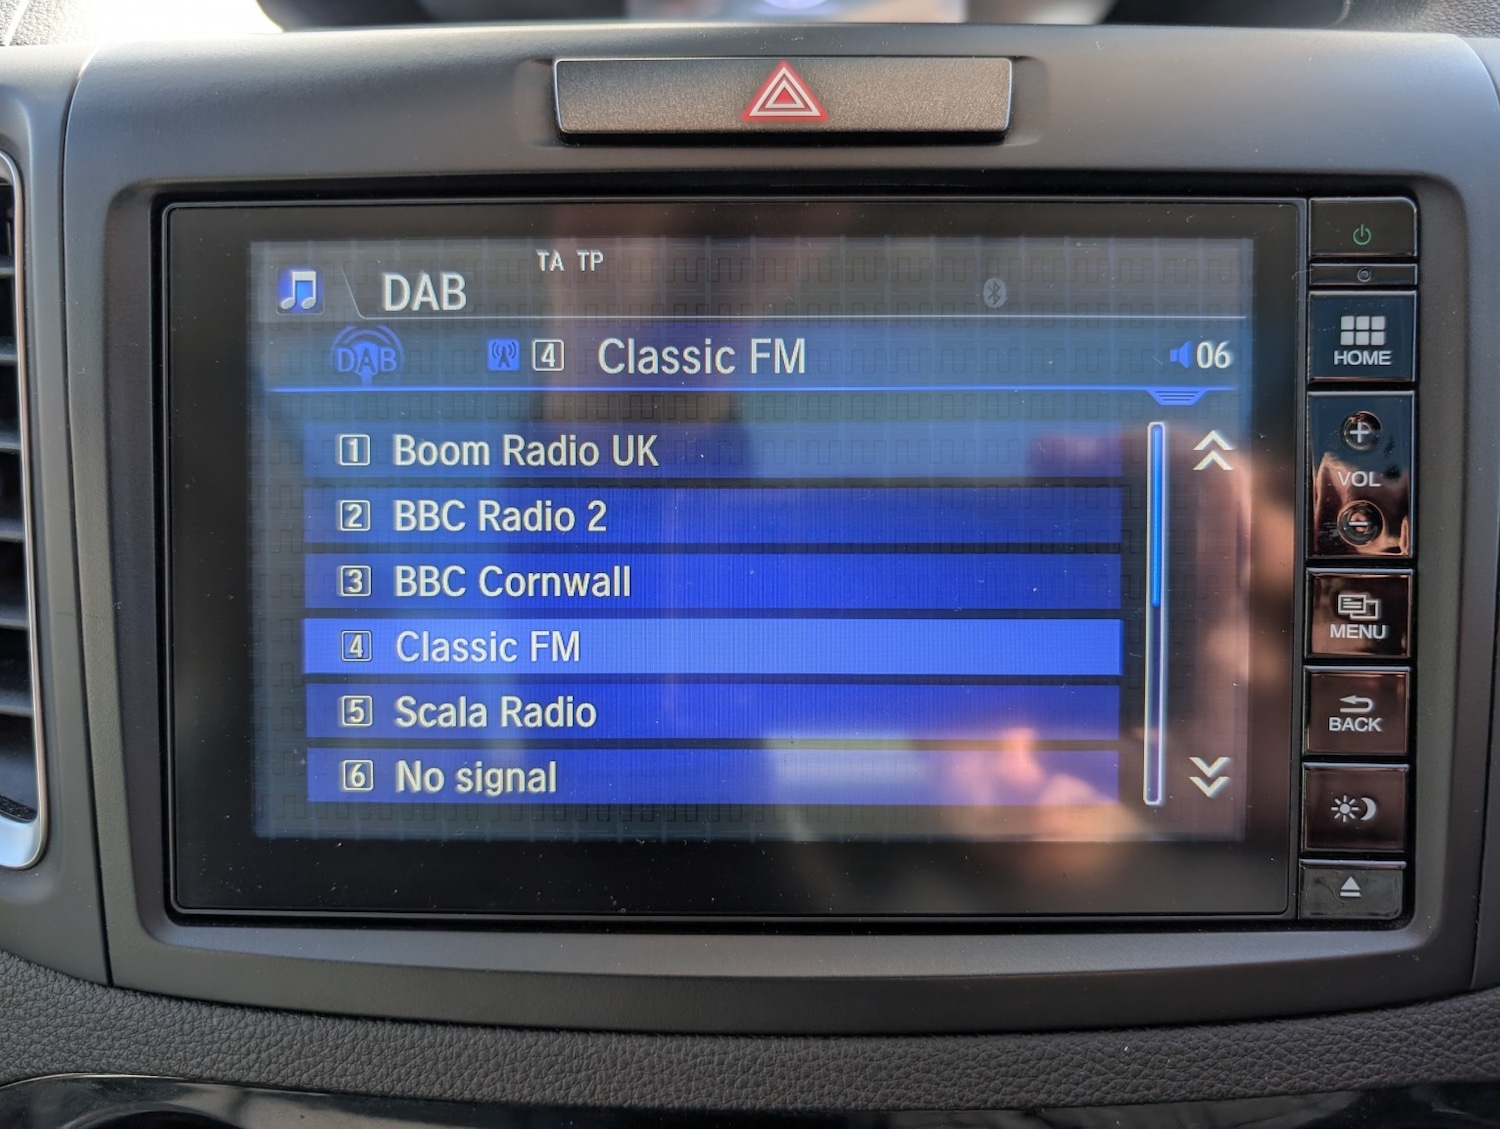 TA TP
DAB
DAB 4 Classic FM 06
1 Boom Radio UK
2 BBC Radio 2
3 BBC Cornwall
4 Classic FM
5 Scala Radio
6 No signal
HOME
+
VOL
-
MENU
BACK